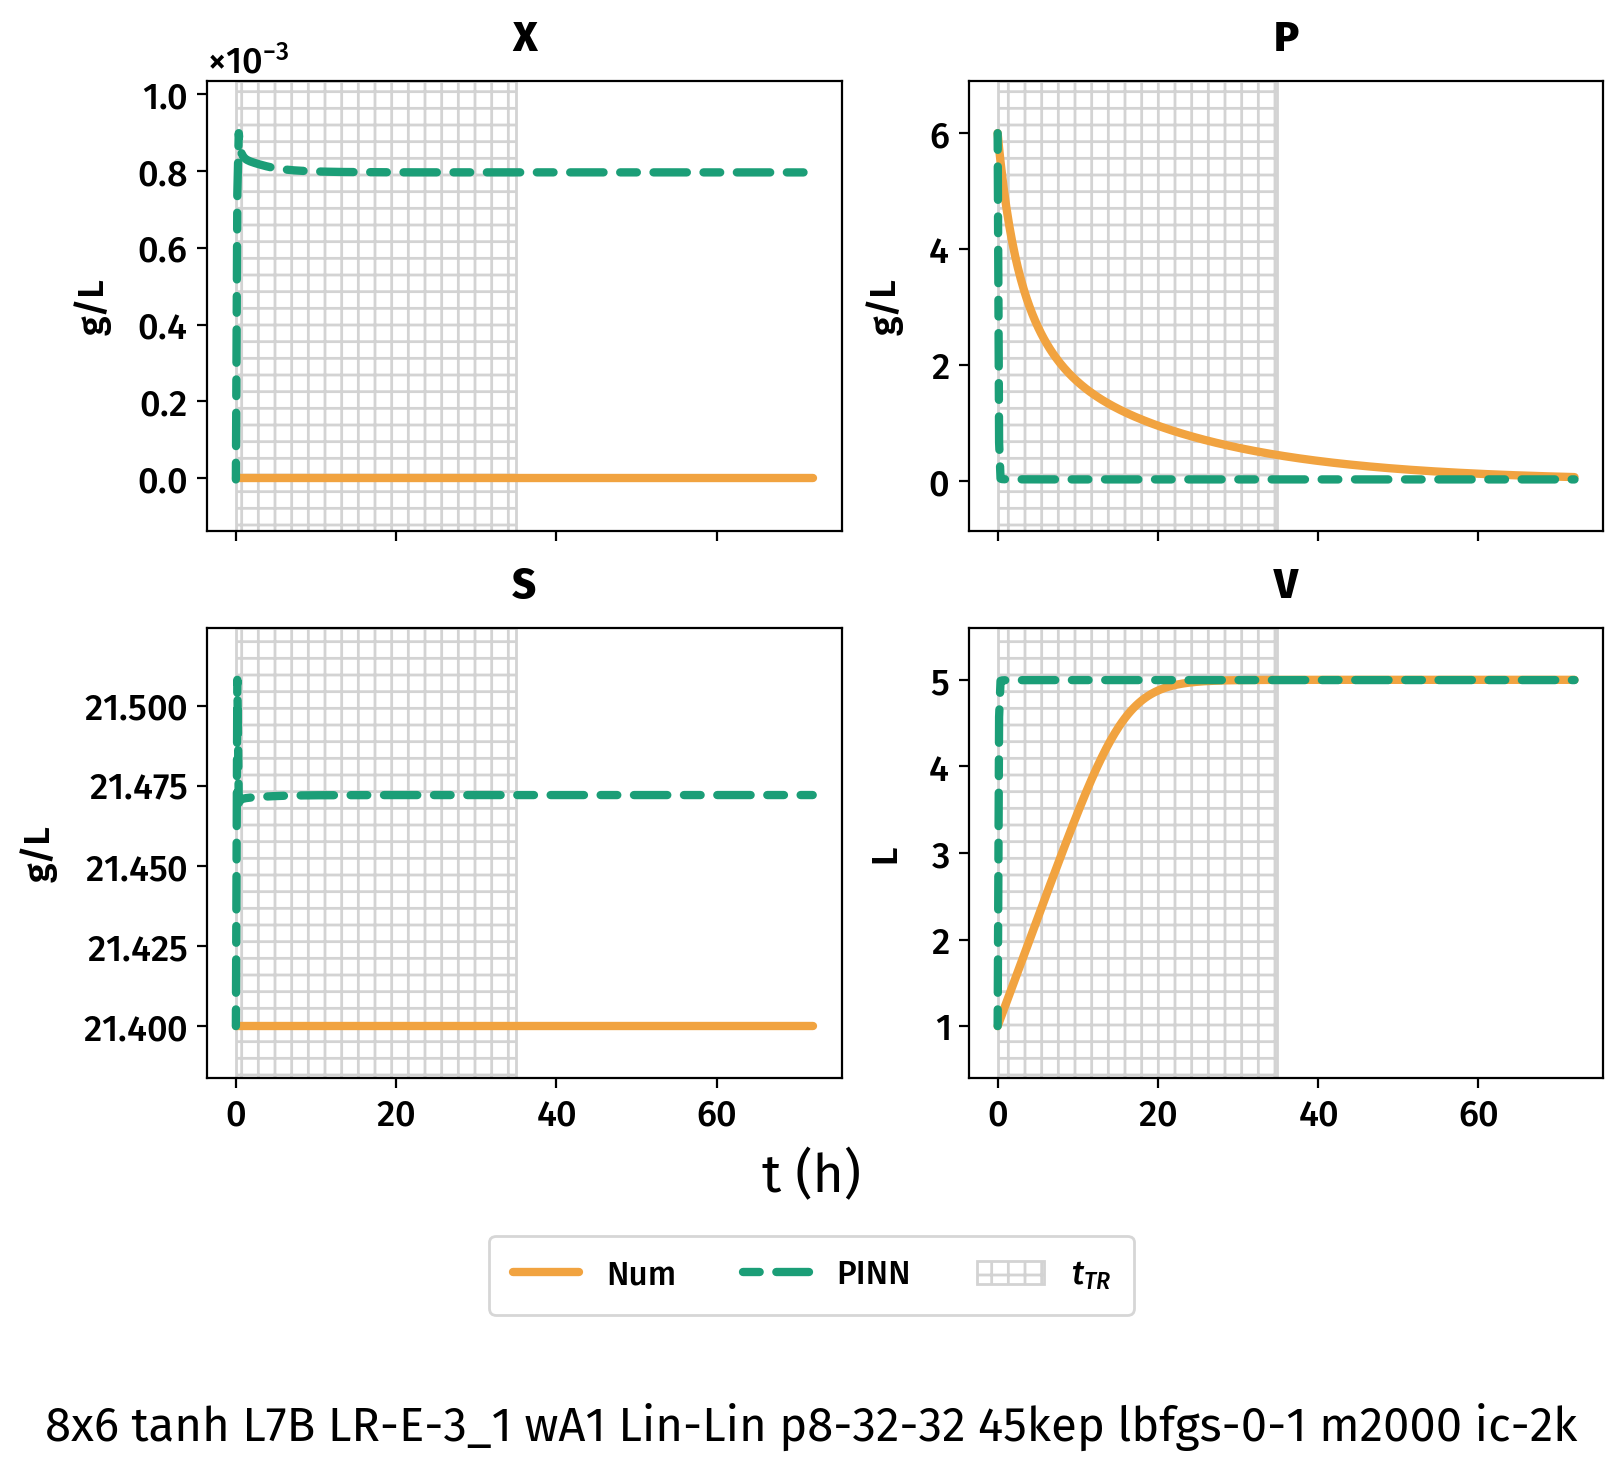 X
×10⁻³
1.0
0.8
0.6
0.4
0.2
0.0
g/L
P
6
4
2
0
g/L
S
21.500
21.475
21.450
21.425
21.400
g/L
0 20 40 60
V
5
4
3
2
1
L
0 20 40 60
t (h)
Num PINN t_TR
8x6 tanh L7B LR-E-3_1 wA1 Lin-Lin p8-32-32 45kep lbfgs-0-1 m2000 ic-2k